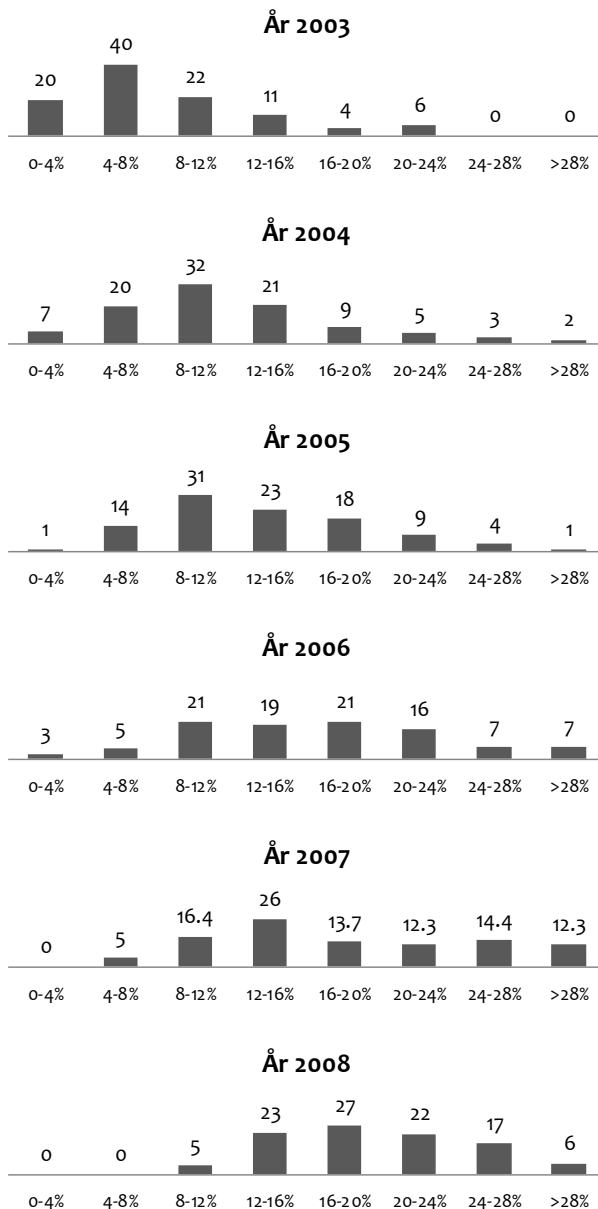 År 2003
20 40 22 11 4 6 0 0
0-4% 4-8% 8-12% 12-16% 16-20% 20-24% 24-28% >28%
År 2004
7 20 32 21 9 5 3 2
0-4% 4-8% 8-12% 12-16% 16-20% 20-24% 24-28% >28%
År 2005
1 14 31 23 18 9 4 1
0-4% 4-8% 8-12% 12-16% 16-20% 20-24% 24-28% >28%
År 2006
3 5 21 19 21 16 7 7
0-4% 4-8% 8-12% 12-16% 16-20% 20-24% 24-28% >28%
År 2007
0 5 16.4 26 13.7 12.3 14.4 12.3
0-4% 4-8% 8-12% 12-16% 16-20% 20-24% 24-28% >28%
År 2008
0 0 5 23 27 22 17 6
0-4% 4-8% 8-12% 12-16% 16-20% 20-24% 24-28% >28%